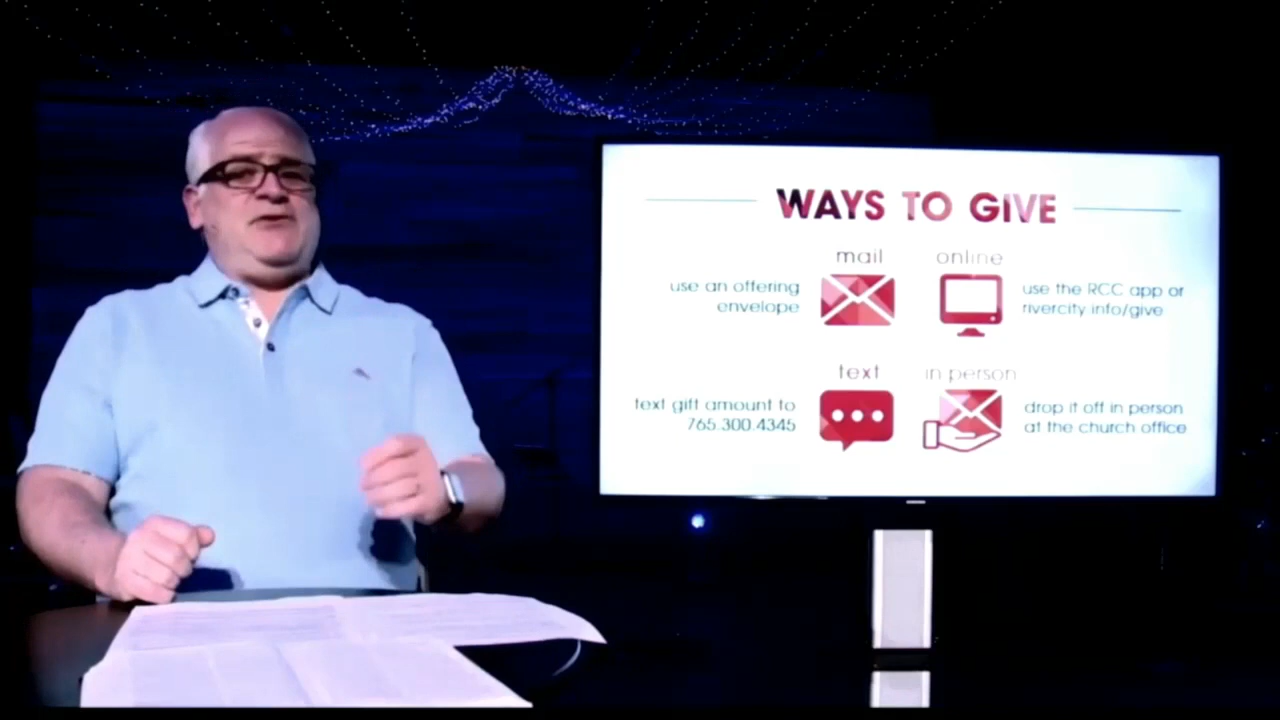 WAYS TO GIVE
mail
use an offering
envelope
online
use the RCC app or
rivercity info/give
text
text gift amount to
765.300.4345
in person
drop it off in person
at the church office